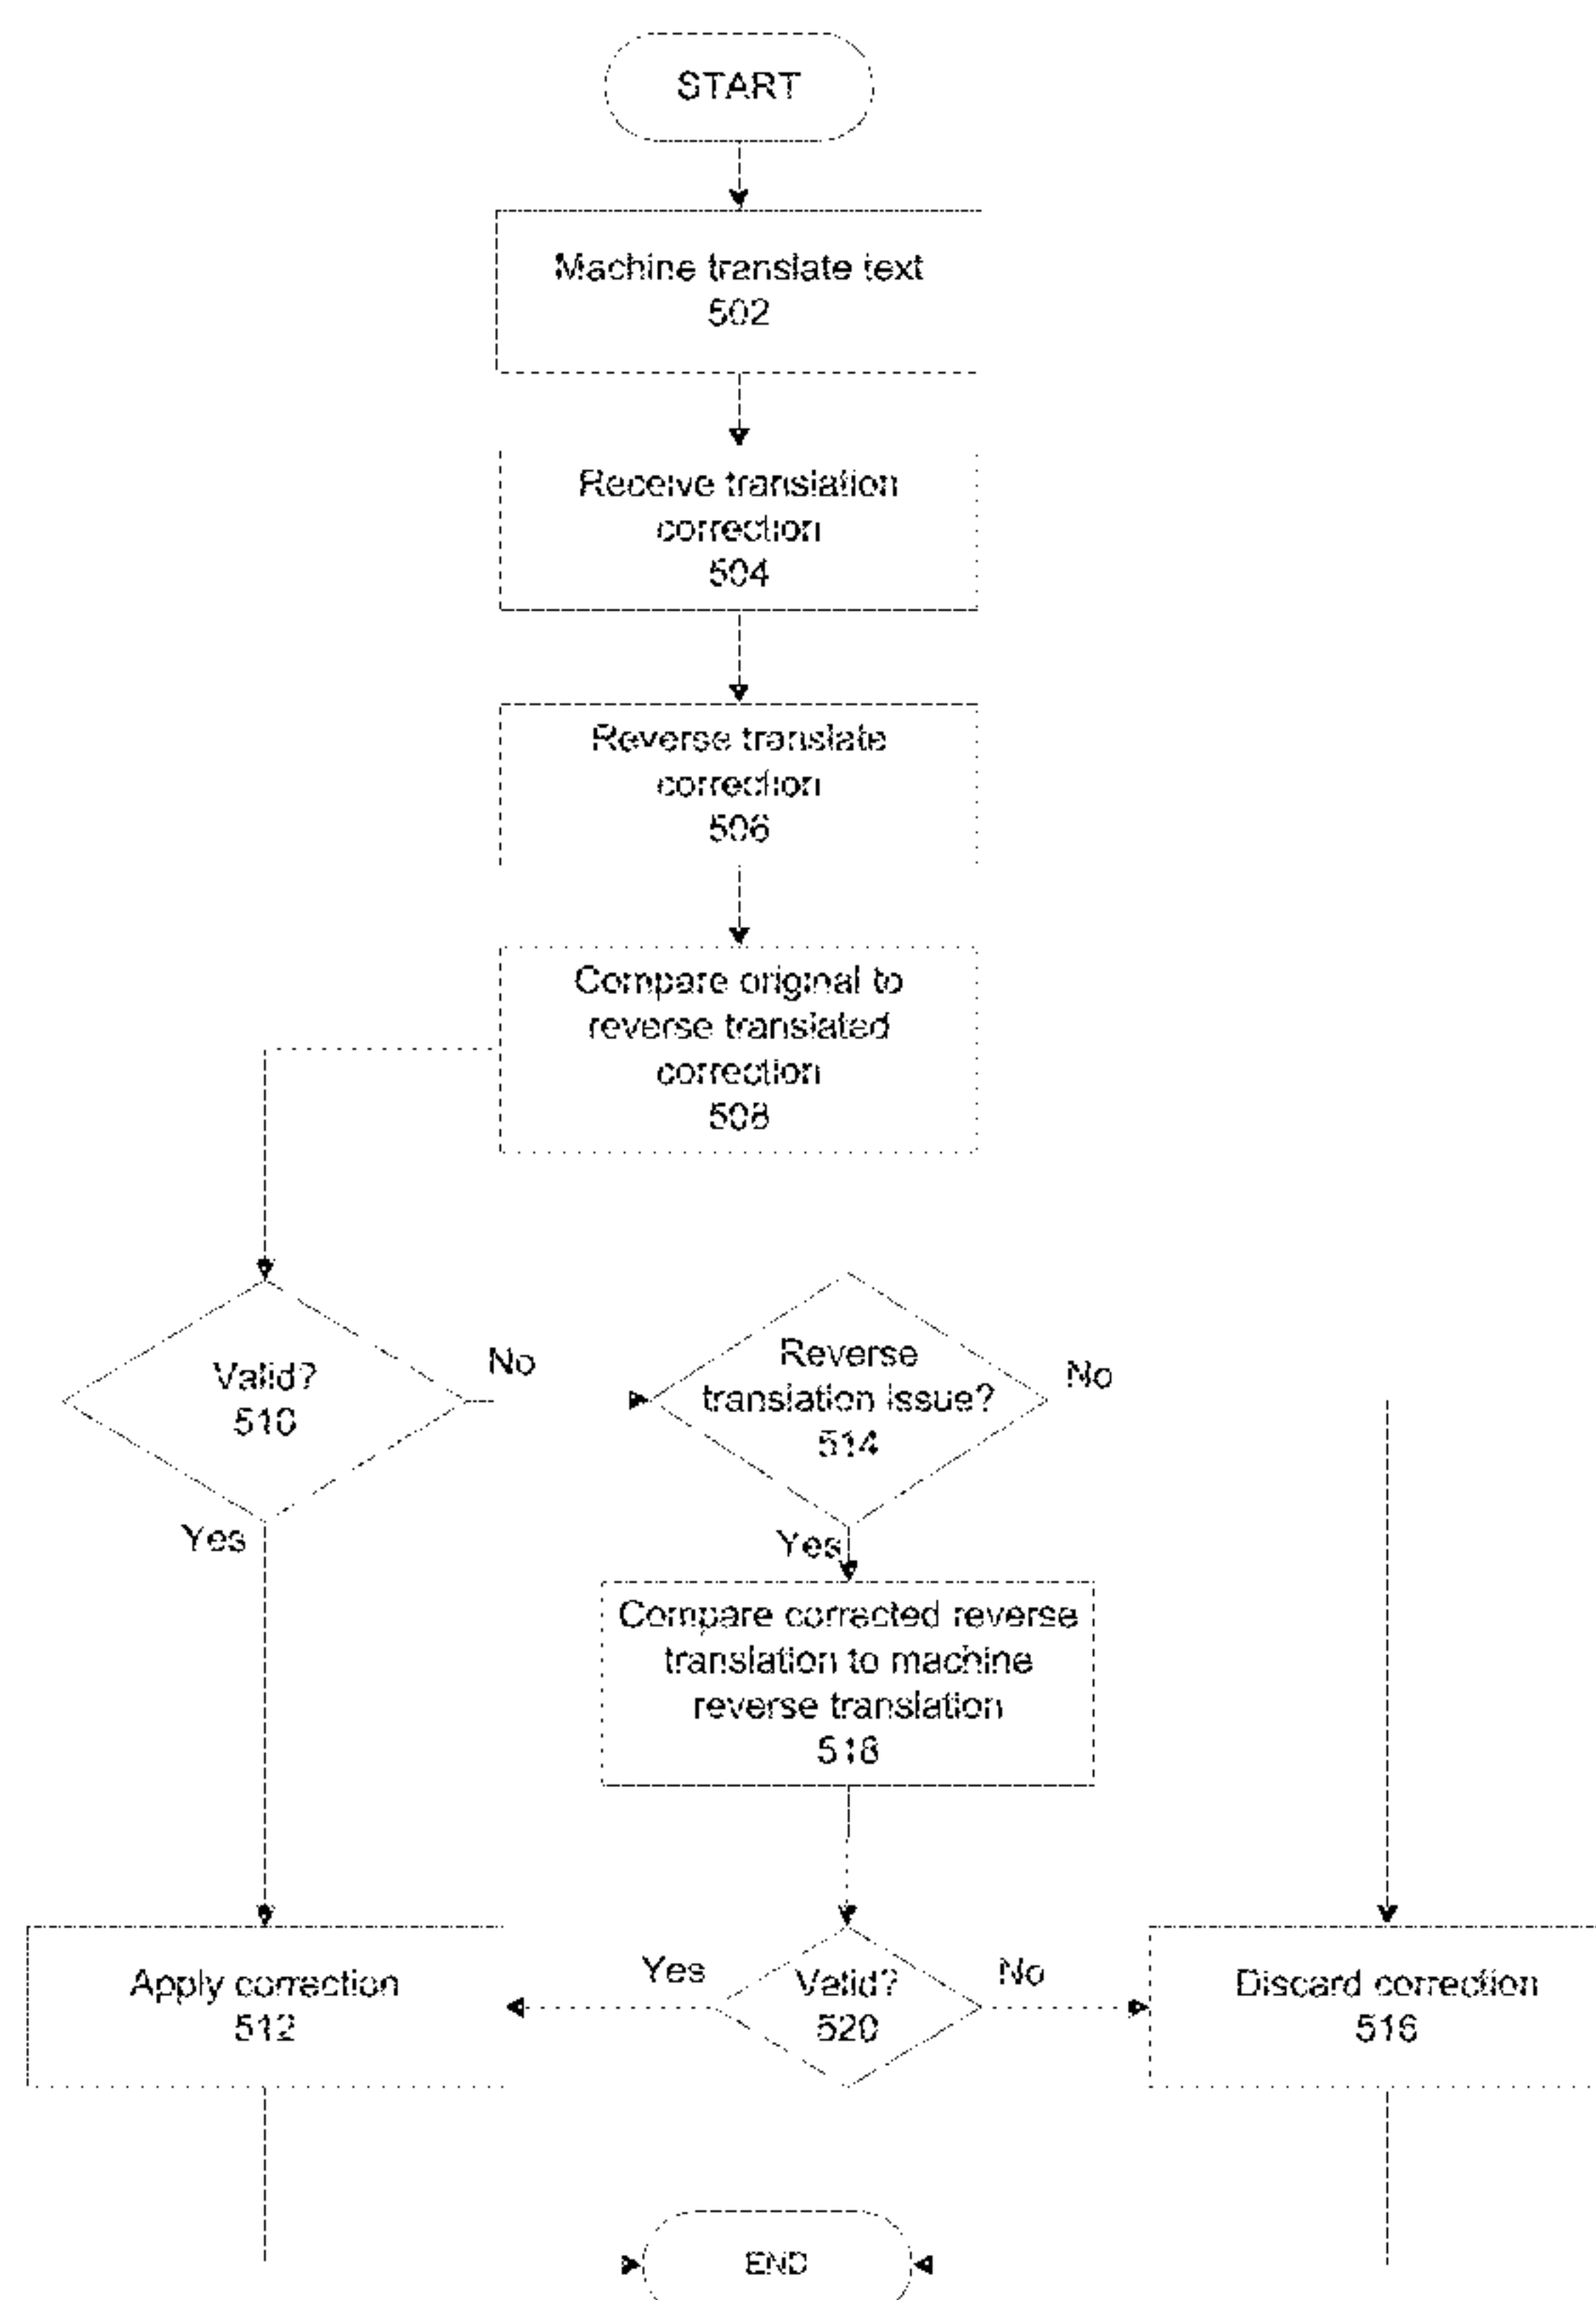 START
Machine translate text
502
Receive translation
correction
504
Reverse translate
correction
506
Compare original to
reverse translated
correction
508
Valid?
510
No
Reverse
translation issue?
514
No
Yes
Yes
Compare corrected reverse
translation to machine
reverse translation
518
Apply correction
512
Yes
Valid?
520
No
Discard correction
516
END